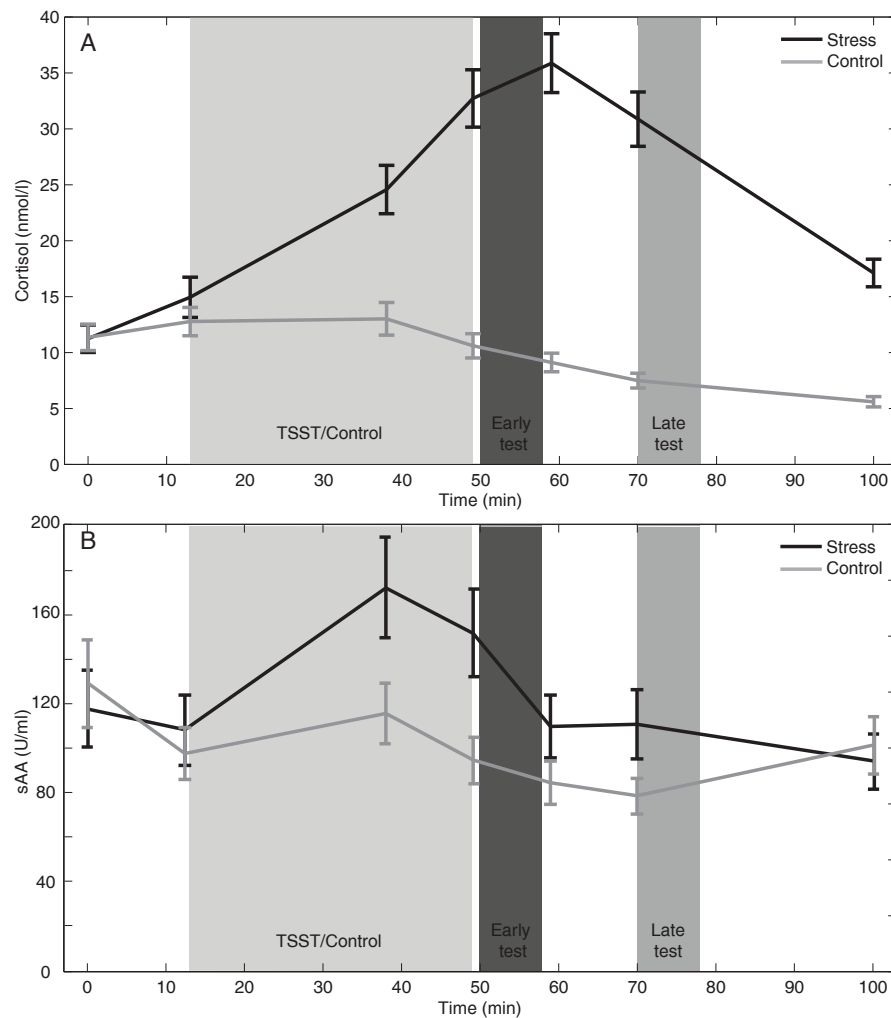 A
Stress
Control
40
35
30
25
20
15
10
5
0
Cortisol (nmol/l)
TSST/Control
Early
test
Late
test
0 10 20 30 40 50 60 70 80 90 100
Time (min)
B
Stress
Control
200
160
120
80
40
0
sAA (U/ml)
TSST/Control
Early
test
Late
test
0 10 20 30 40 50 60 70 80 90 100
Time (min)